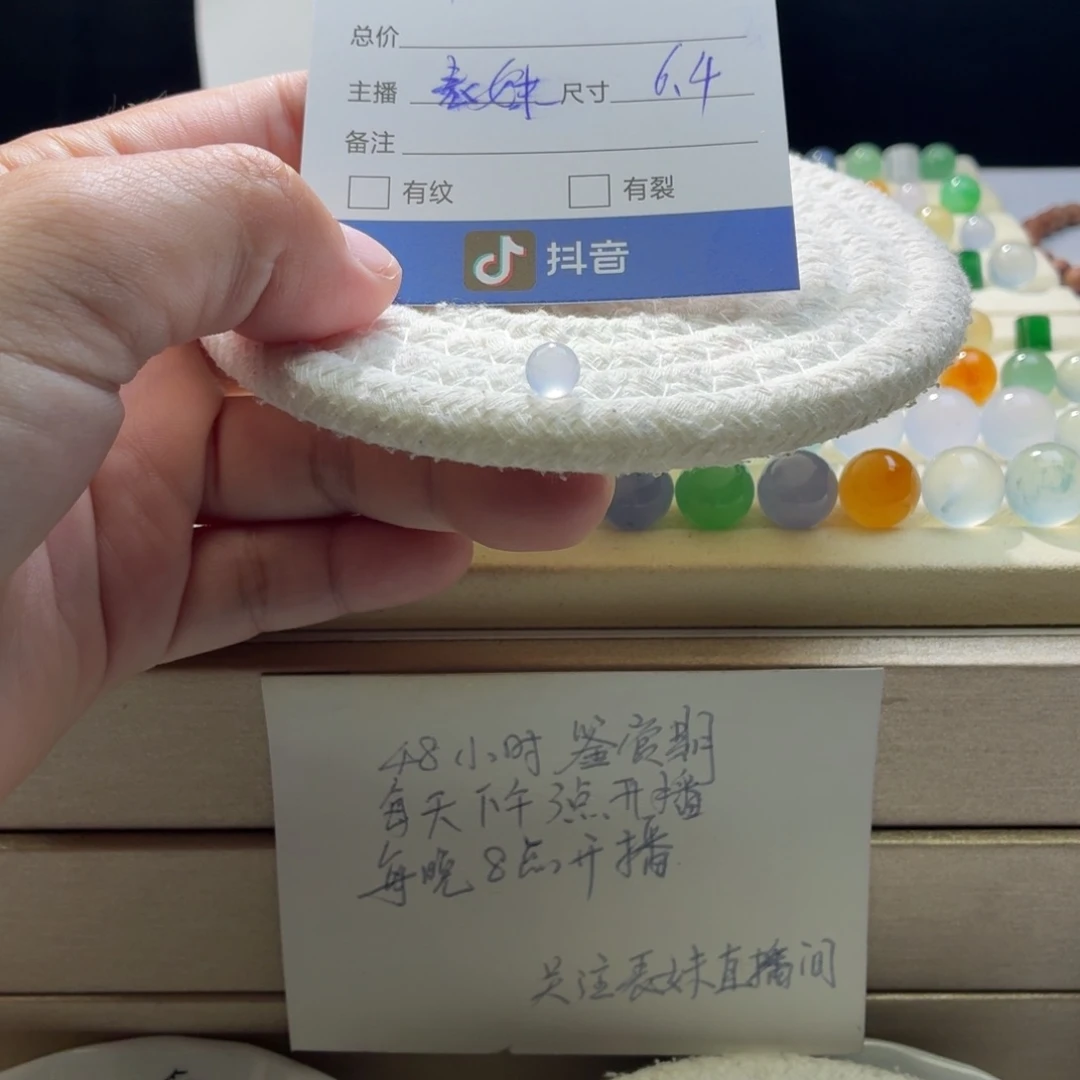 总价
主播 表妹 尺寸 6.4
备注
有纹 有裂
抖音
48小时鉴赏期
每天下午3点开播
每晚8点开播
关注表妹直播间